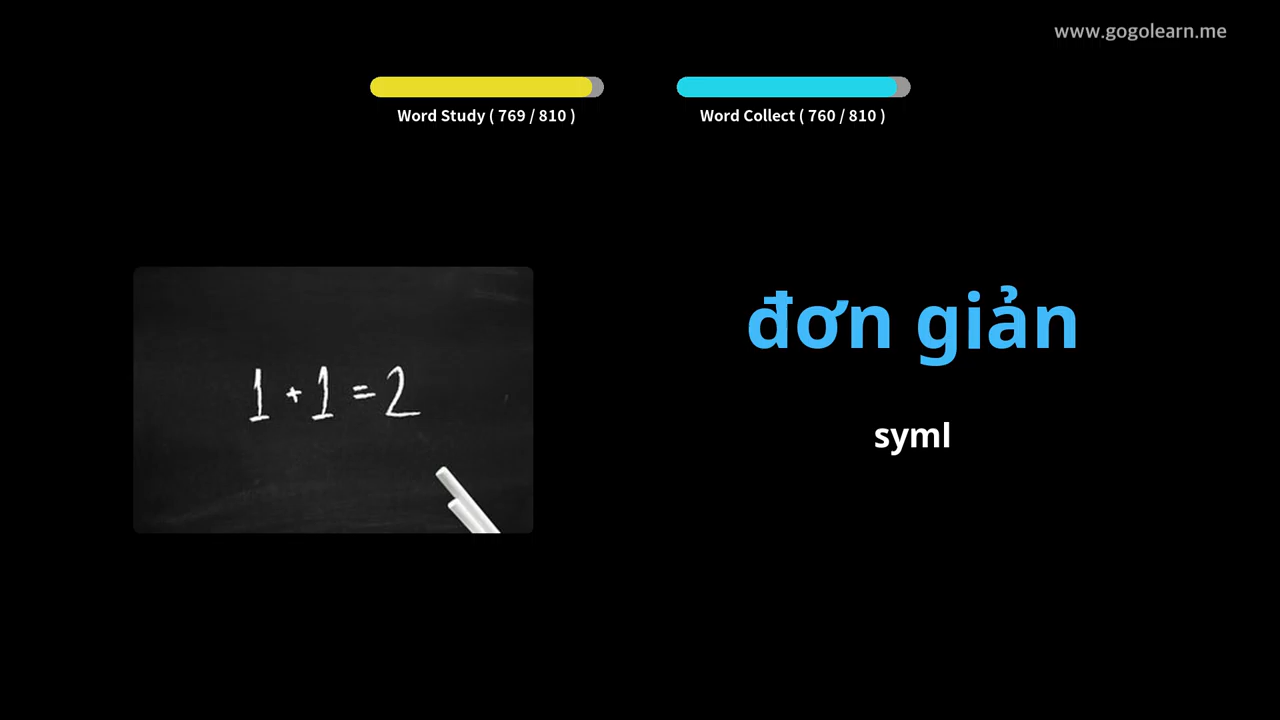 www.gogolearn.me
Word Study ( 769 / 810 )
Word Collect ( 760 / 810 )
1 + 1 = 2
đơn giản
syml